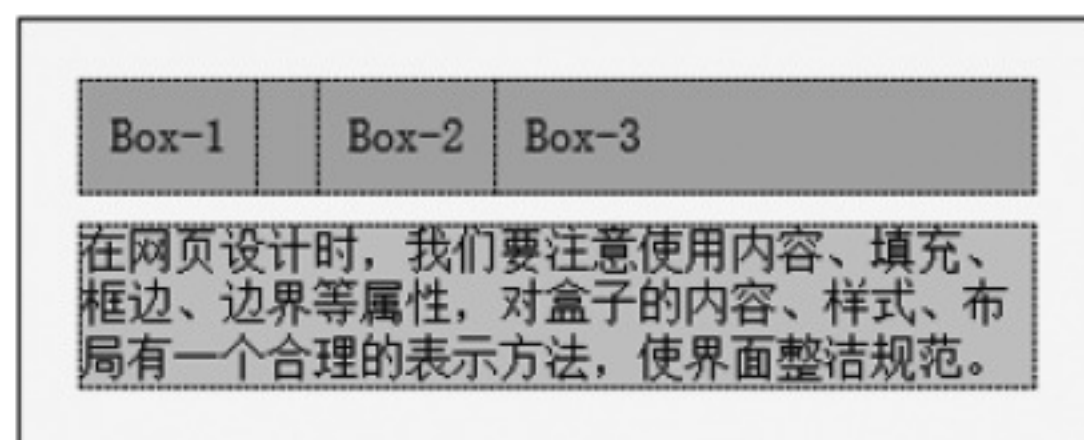 Box-1 Box-2 Box-3
在网页设计时，我们要注意使用内容、填充、
框边、边界等属性，对盒子的内容、样式、布
局有一个合理的表示方法，使界面整洁规范。